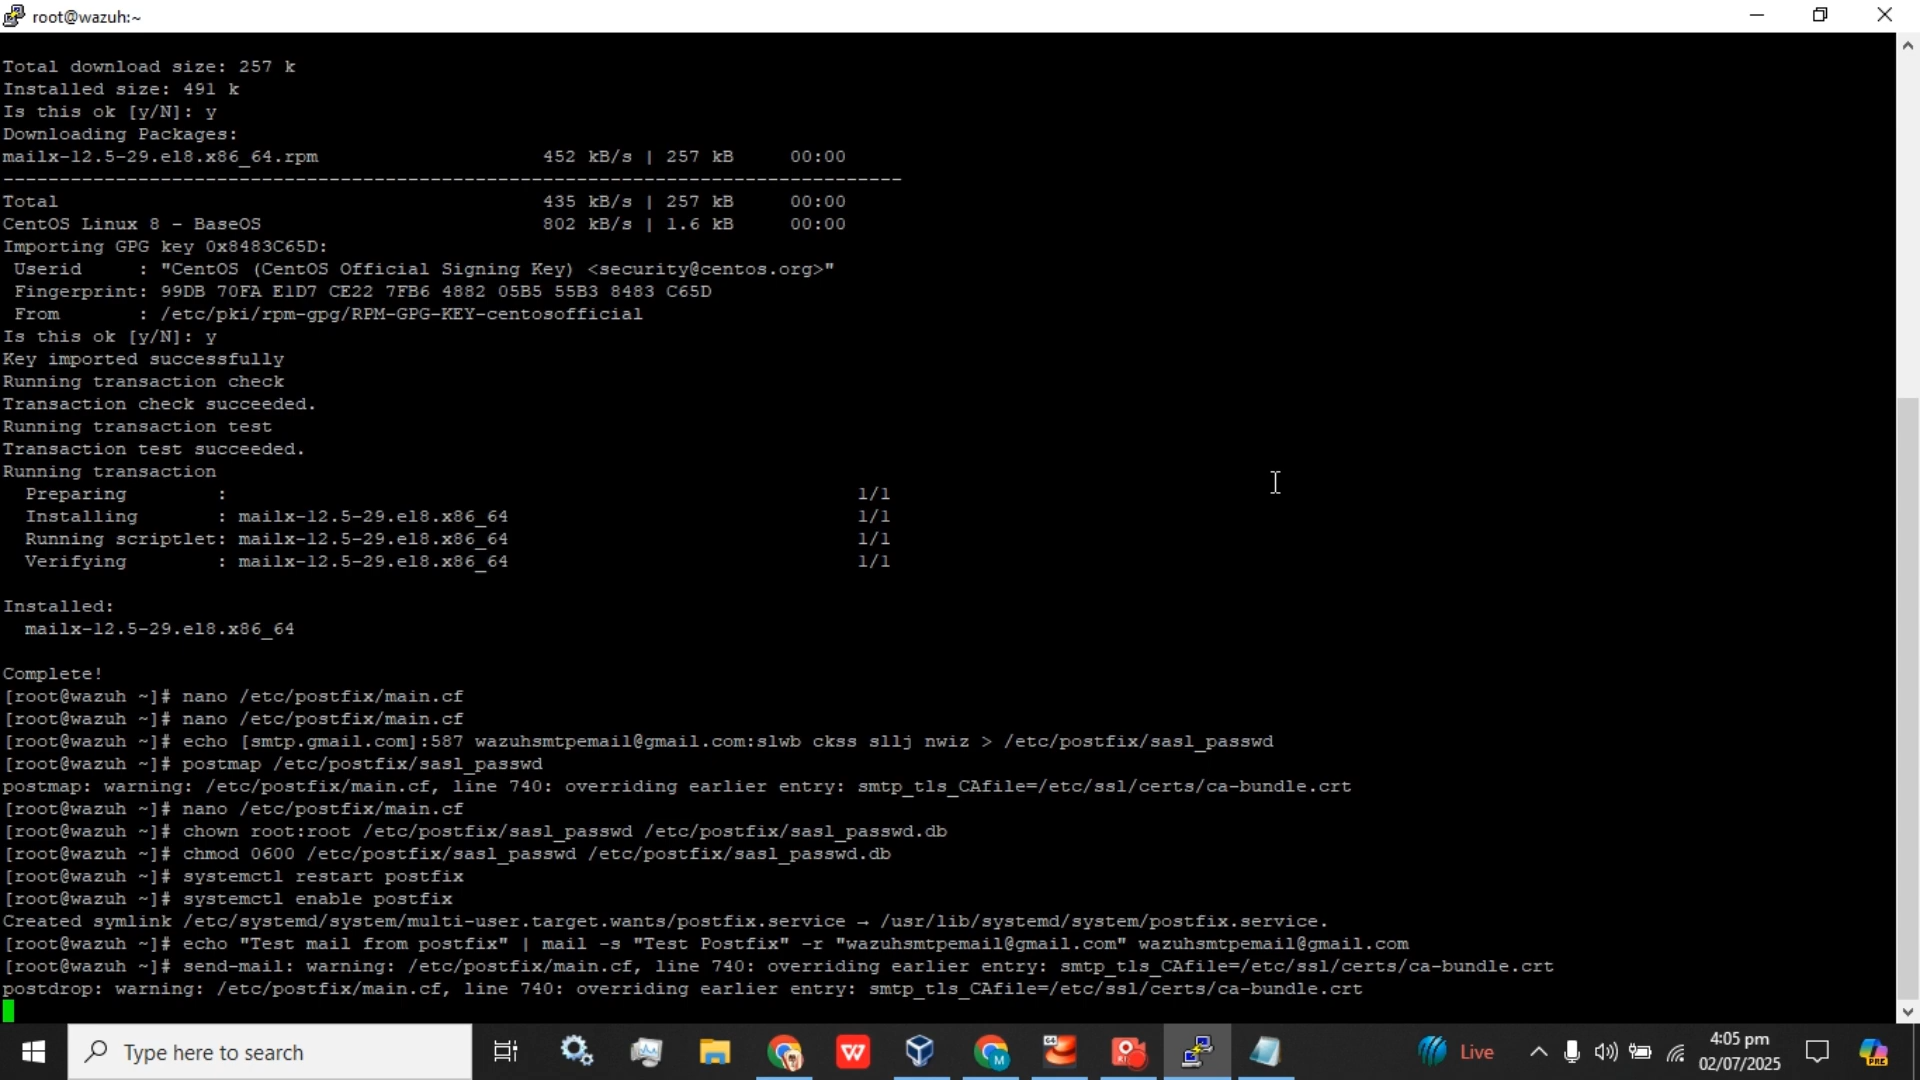 root@wazuh:~
Total download size: 257 k
Installed size: 491 k
Is this ok [y/N]: y
Downloading Packages:
mailx-12.5-29.el8.x86_64.rpm 452 kB/s | 257 kB 00:00
--------------------------------------------------------------------------------
Total 435 kB/s | 257 kB 00:00
CentOS Linux 8 - BaseOS 802 kB/s | 1.6 kB 00:00
Importing GPG key 0x8483C65D:
Userid : "CentOS (CentOS Official Signing Key) <security@centos.org>"
Fingerprint: 99DB 70FA E1D7 CE22 7FB6 4882 05B5 55B3 8483 C65D
From : /etc/pki/rpm-gpg/RPM-GPG-KEY-centosofficial
Is this ok [y/N]: y
Key imported successfully
Running transaction check
Transaction check succeeded.
Running transaction test
Transaction test succeeded.
Running transaction
Preparing : 1/1
Installing : mailx-12.5-29.el8.x86_64 1/1
Running scriptlet: mailx-12.5-29.el8.x86_64 1/1
Verifying : mailx-12.5-29.el8.x86_64 1/1
Installed:
mailx-12.5-29.el8.x86_64
Complete!
[root@wazuh ~]# nano /etc/postfix/main.cf
[root@wazuh ~]# nano /etc/postfix/main.cf
[root@wazuh ~]# echo [smtp.gmail.com]:587 wazuhsmtpemail@gmail.com:slwb ckss sllj nwiz > /etc/postfix/sasl_passwd
[root@wazuh ~]# postmap /etc/postfix/sasl_passwd
postmap: warning: /etc/postfix/main.cf, line 740: overriding earlier entry: smtp_tls_CAfile=/etc/ssl/certs/ca-bundle.crt
[root@wazuh ~]# nano /etc/postfix/main.cf
[root@wazuh ~]# chown root:root /etc/postfix/sasl_passwd /etc/postfix/sasl_passwd.db
[root@wazuh ~]# chmod 0600 /etc/postfix/sasl_passwd /etc/postfix/sasl_passwd.db
[root@wazuh ~]# systemctl restart postfix
[root@wazuh ~]# systemctl enable postfix
Created symlink /etc/systemd/system/multi-user.target.wants/postfix.service → /usr/lib/systemd/system/postfix.service.
[root@wazuh ~]# echo "Test mail from postfix" | mail -s "Test Postfix" -r "wazuhsmtpemail@gmail.com" wazuhsmtpemail@gmail.com
[root@wazuh ~]# send-mail: warning: /etc/postfix/main.cf, line 740: overriding earlier entry: smtp_tls_CAfile=/etc/ssl/certs/ca-bundle.crt
postdrop: warning: /etc/postfix/main.cf, line 740: overriding earlier entry: smtp_tls_CAfile=/etc/ssl/certs/ca-bundle.crt
Type here to search
Live
4:05 pm
02/07/2025